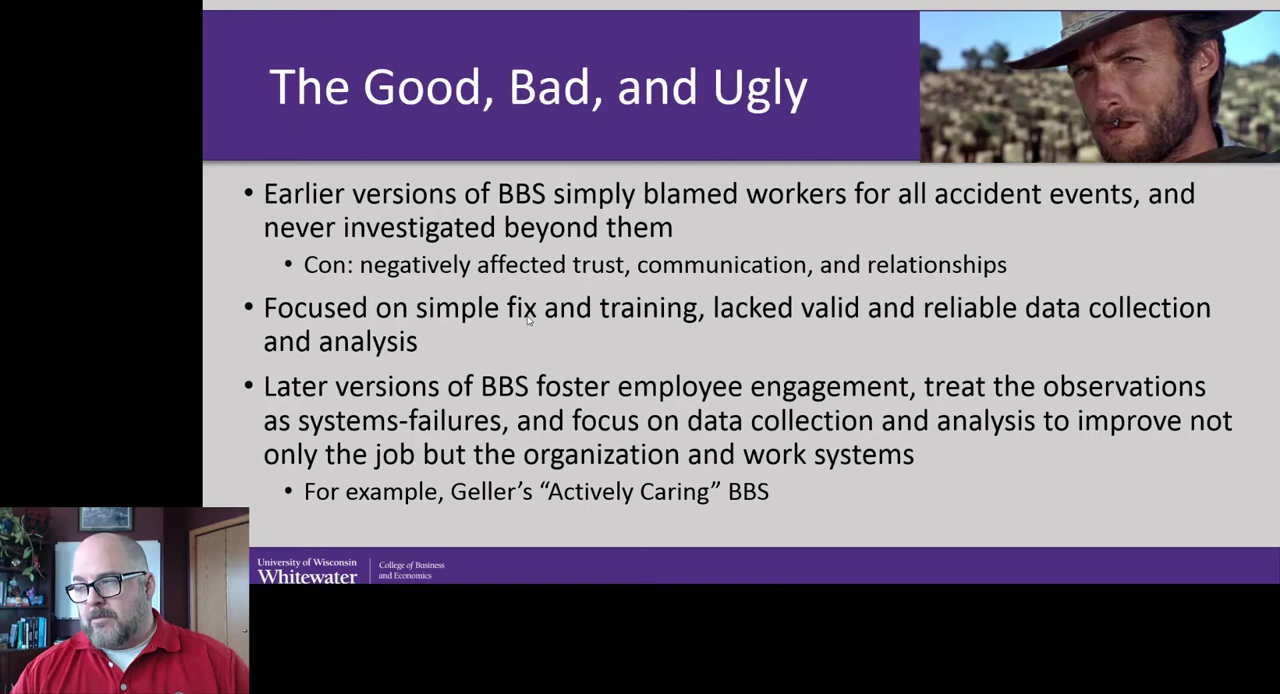 The Good, Bad, and Ugly
• Earlier versions of BBS simply blamed workers for all accident events, and
never investigated beyond them
• Con: negatively affected trust, communication, and relationships
• Focused on simple fix and training, lacked valid and reliable data collection
and analysis
• Later versions of BBS foster employee engagement, treat the observations
as systems-failures, and focus on data collection and analysis to improve not
only the job but the organization and work systems
• For example, Geller’s “Actively Caring” BBS
University of Wisconsin
Whitewater
College of Business
and Economics